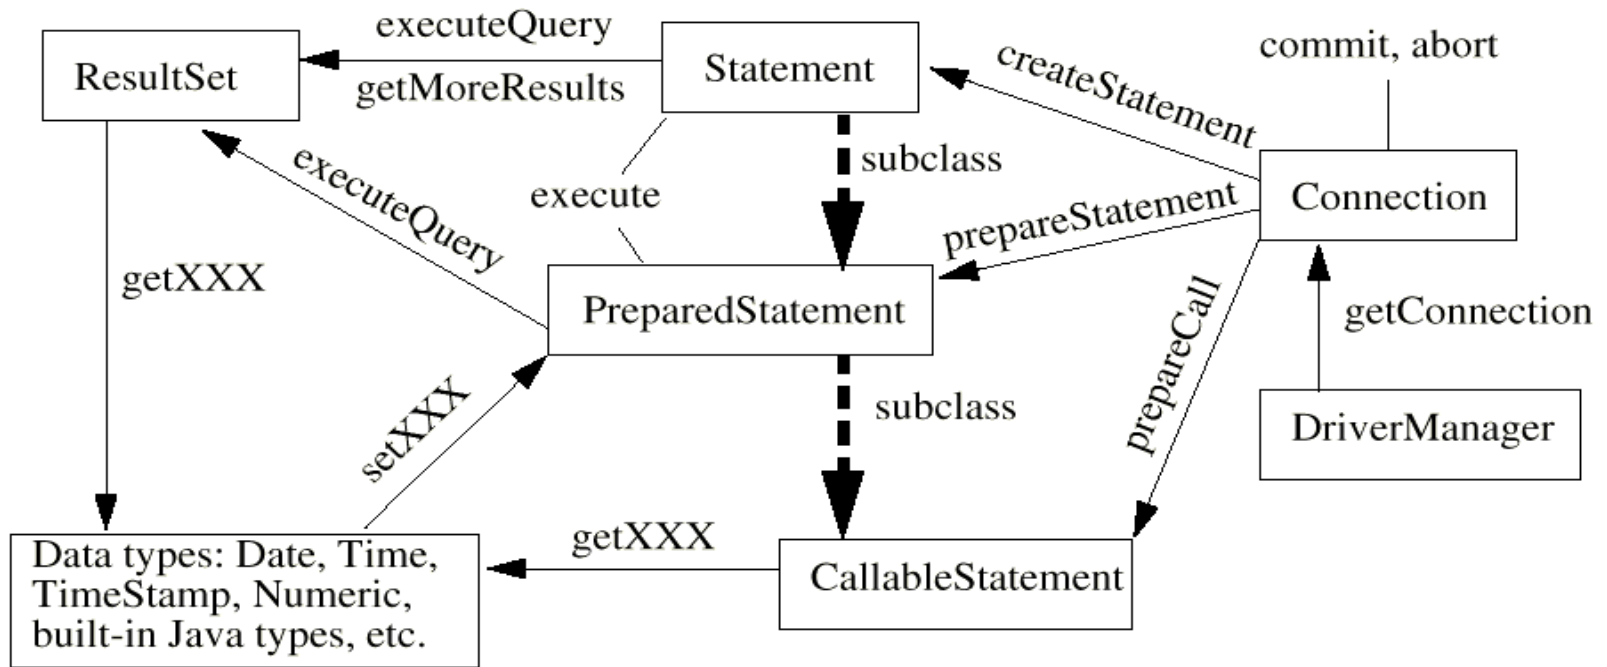 executeQuery
commit, abort
ResultSet
Statement
createStatement
getMoreResults
subclass
executeQuery
execute
prepareStatement
Connection
getXXX
PreparedStatement
prepareCall
getConnection
setXXX
subclass
DriverManager
getXXX
Data types: Date, Time,
TimeStamp, Numeric,
built-in Java types, etc.
CallableStatement